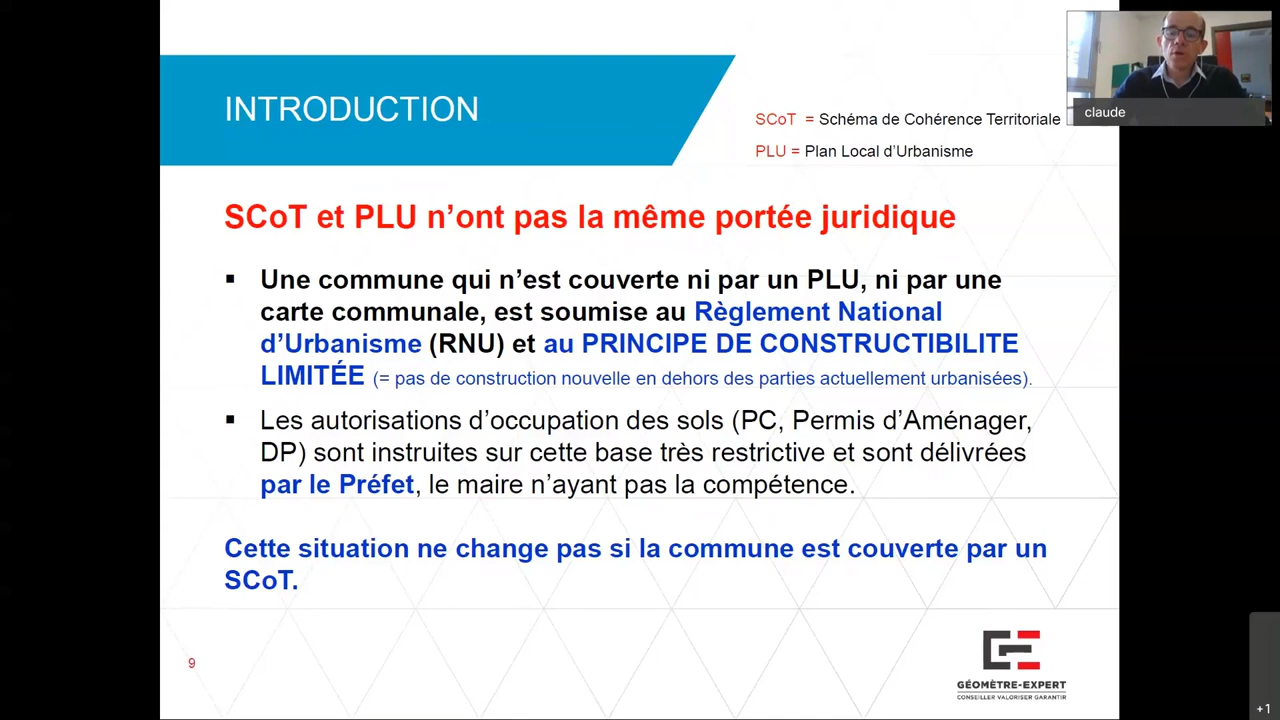 INTRODUCTION
SCoT = Schéma de Cohérence Territoriale
PLU = Plan Local d’Urbanisme
claude
SCoT et PLU n’ont pas la même portée juridique
▪ Une commune qui n’est couverte ni par un PLU, ni par une
carte communale, est soumise au Règlement National
d’Urbanisme (RNU) et au PRINCIPE DE CONSTRUCTIBILITE
LIMITÉE (= pas de construction nouvelle en dehors des parties actuellement urbanisées).
▪ Les autorisations d’occupation des sols (PC, Permis d’Aménager,
DP) sont instruites sur cette base très restrictive et sont délivrées
par le Préfet, le maire n’ayant pas la compétence.
Cette situation ne change pas si la commune est couverte par un
SCoT.
9
GÉOMÈTRE-EXPERT
CONSEILLER VALORISER GARANTIR
+1